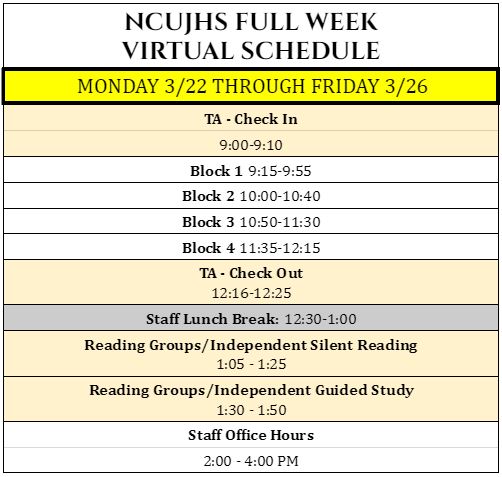 NCUJHS FULL WEEK
VIRTUAL SCHEDULE
MONDAY 3/22 THROUGH FRIDAY 3/26
TA - Check In
9:00-9:10
Block 1 9:15-9:55
Block 2 10:00-10:40
Block 3 10:50-11:30
Block 4 11:35-12:15
TA - Check Out
12:16-12:25
Staff Lunch Break: 12:30-1:00
Reading Groups/Independent Silent Reading
1:05 - 1:25
Reading Groups/Independent Guided Study
1:30 - 1:50
Staff Office Hours
2:00 - 4:00 PM